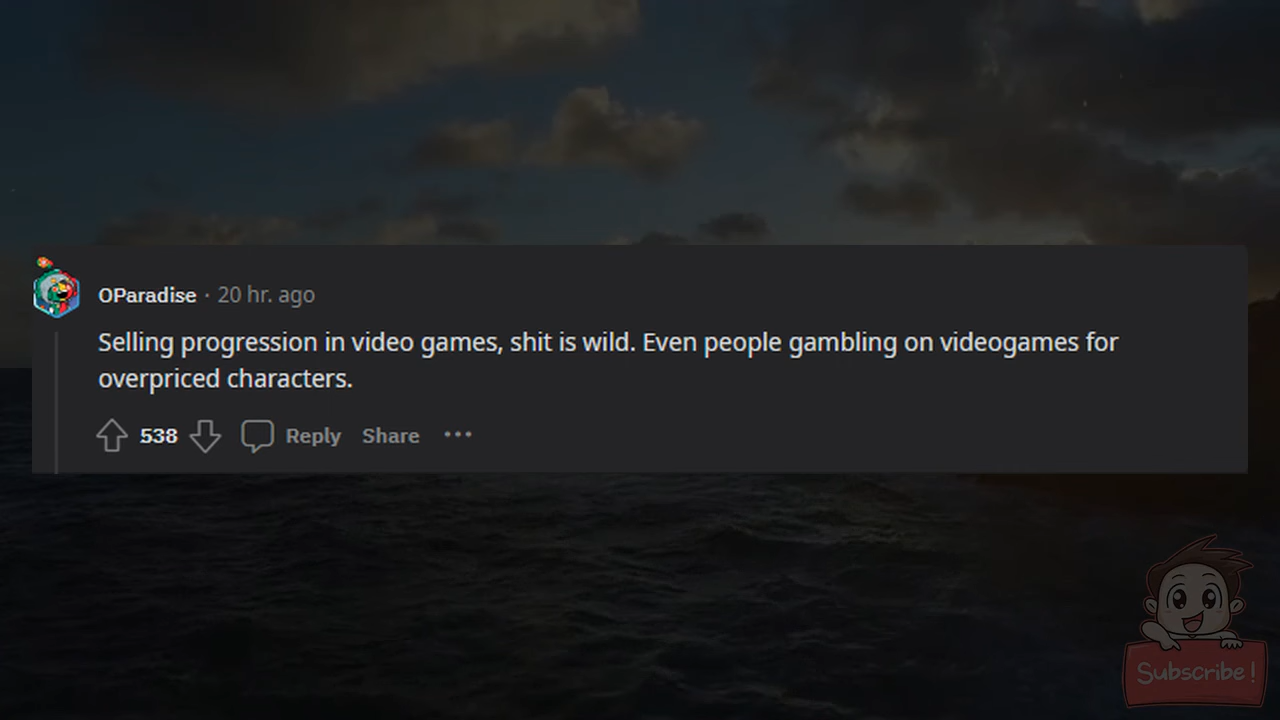 OParadise · 20 hr. ago
Selling progression in video games, shit is wild. Even people gambling on videogames for
overpriced characters.
538 Reply Share ···
Subscribe!